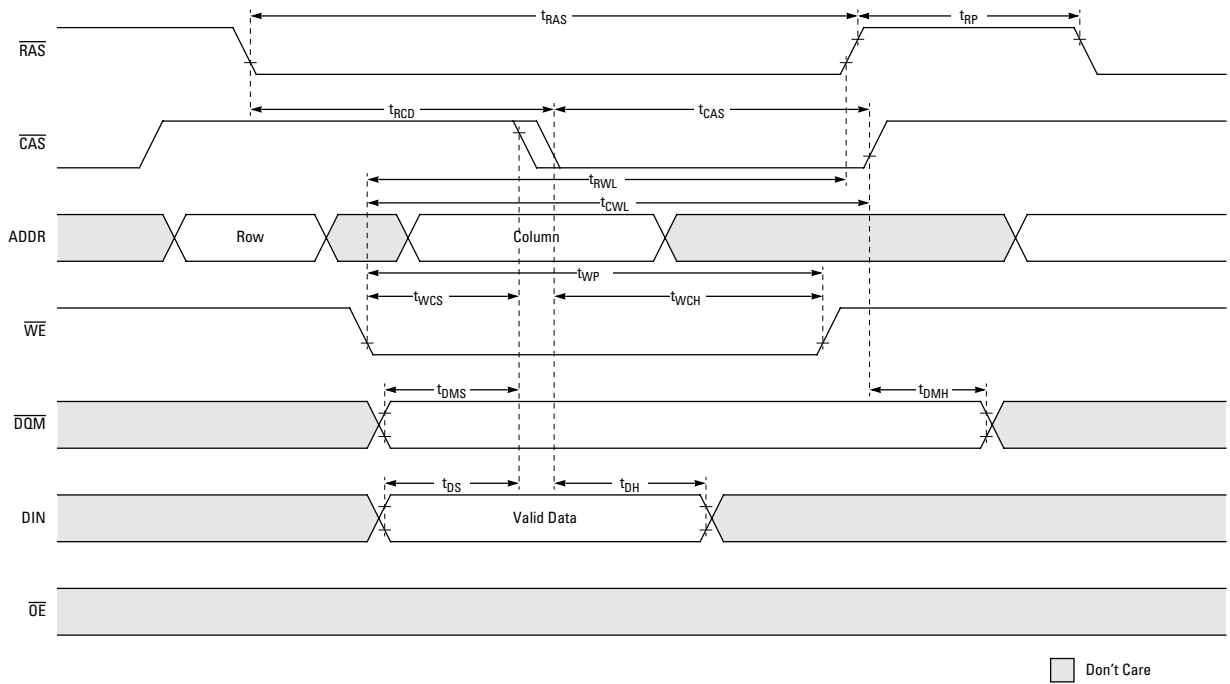 tRAS
tRP
RAS
tRCD
tCAS
CAS
tRWL
tCWL
ADDR
Row
Column
tWP
tWCS
tWCH
WE
tDMS
tDMH
DQM
tDS
tDH
DIN
Valid Data
OE
Don't Care